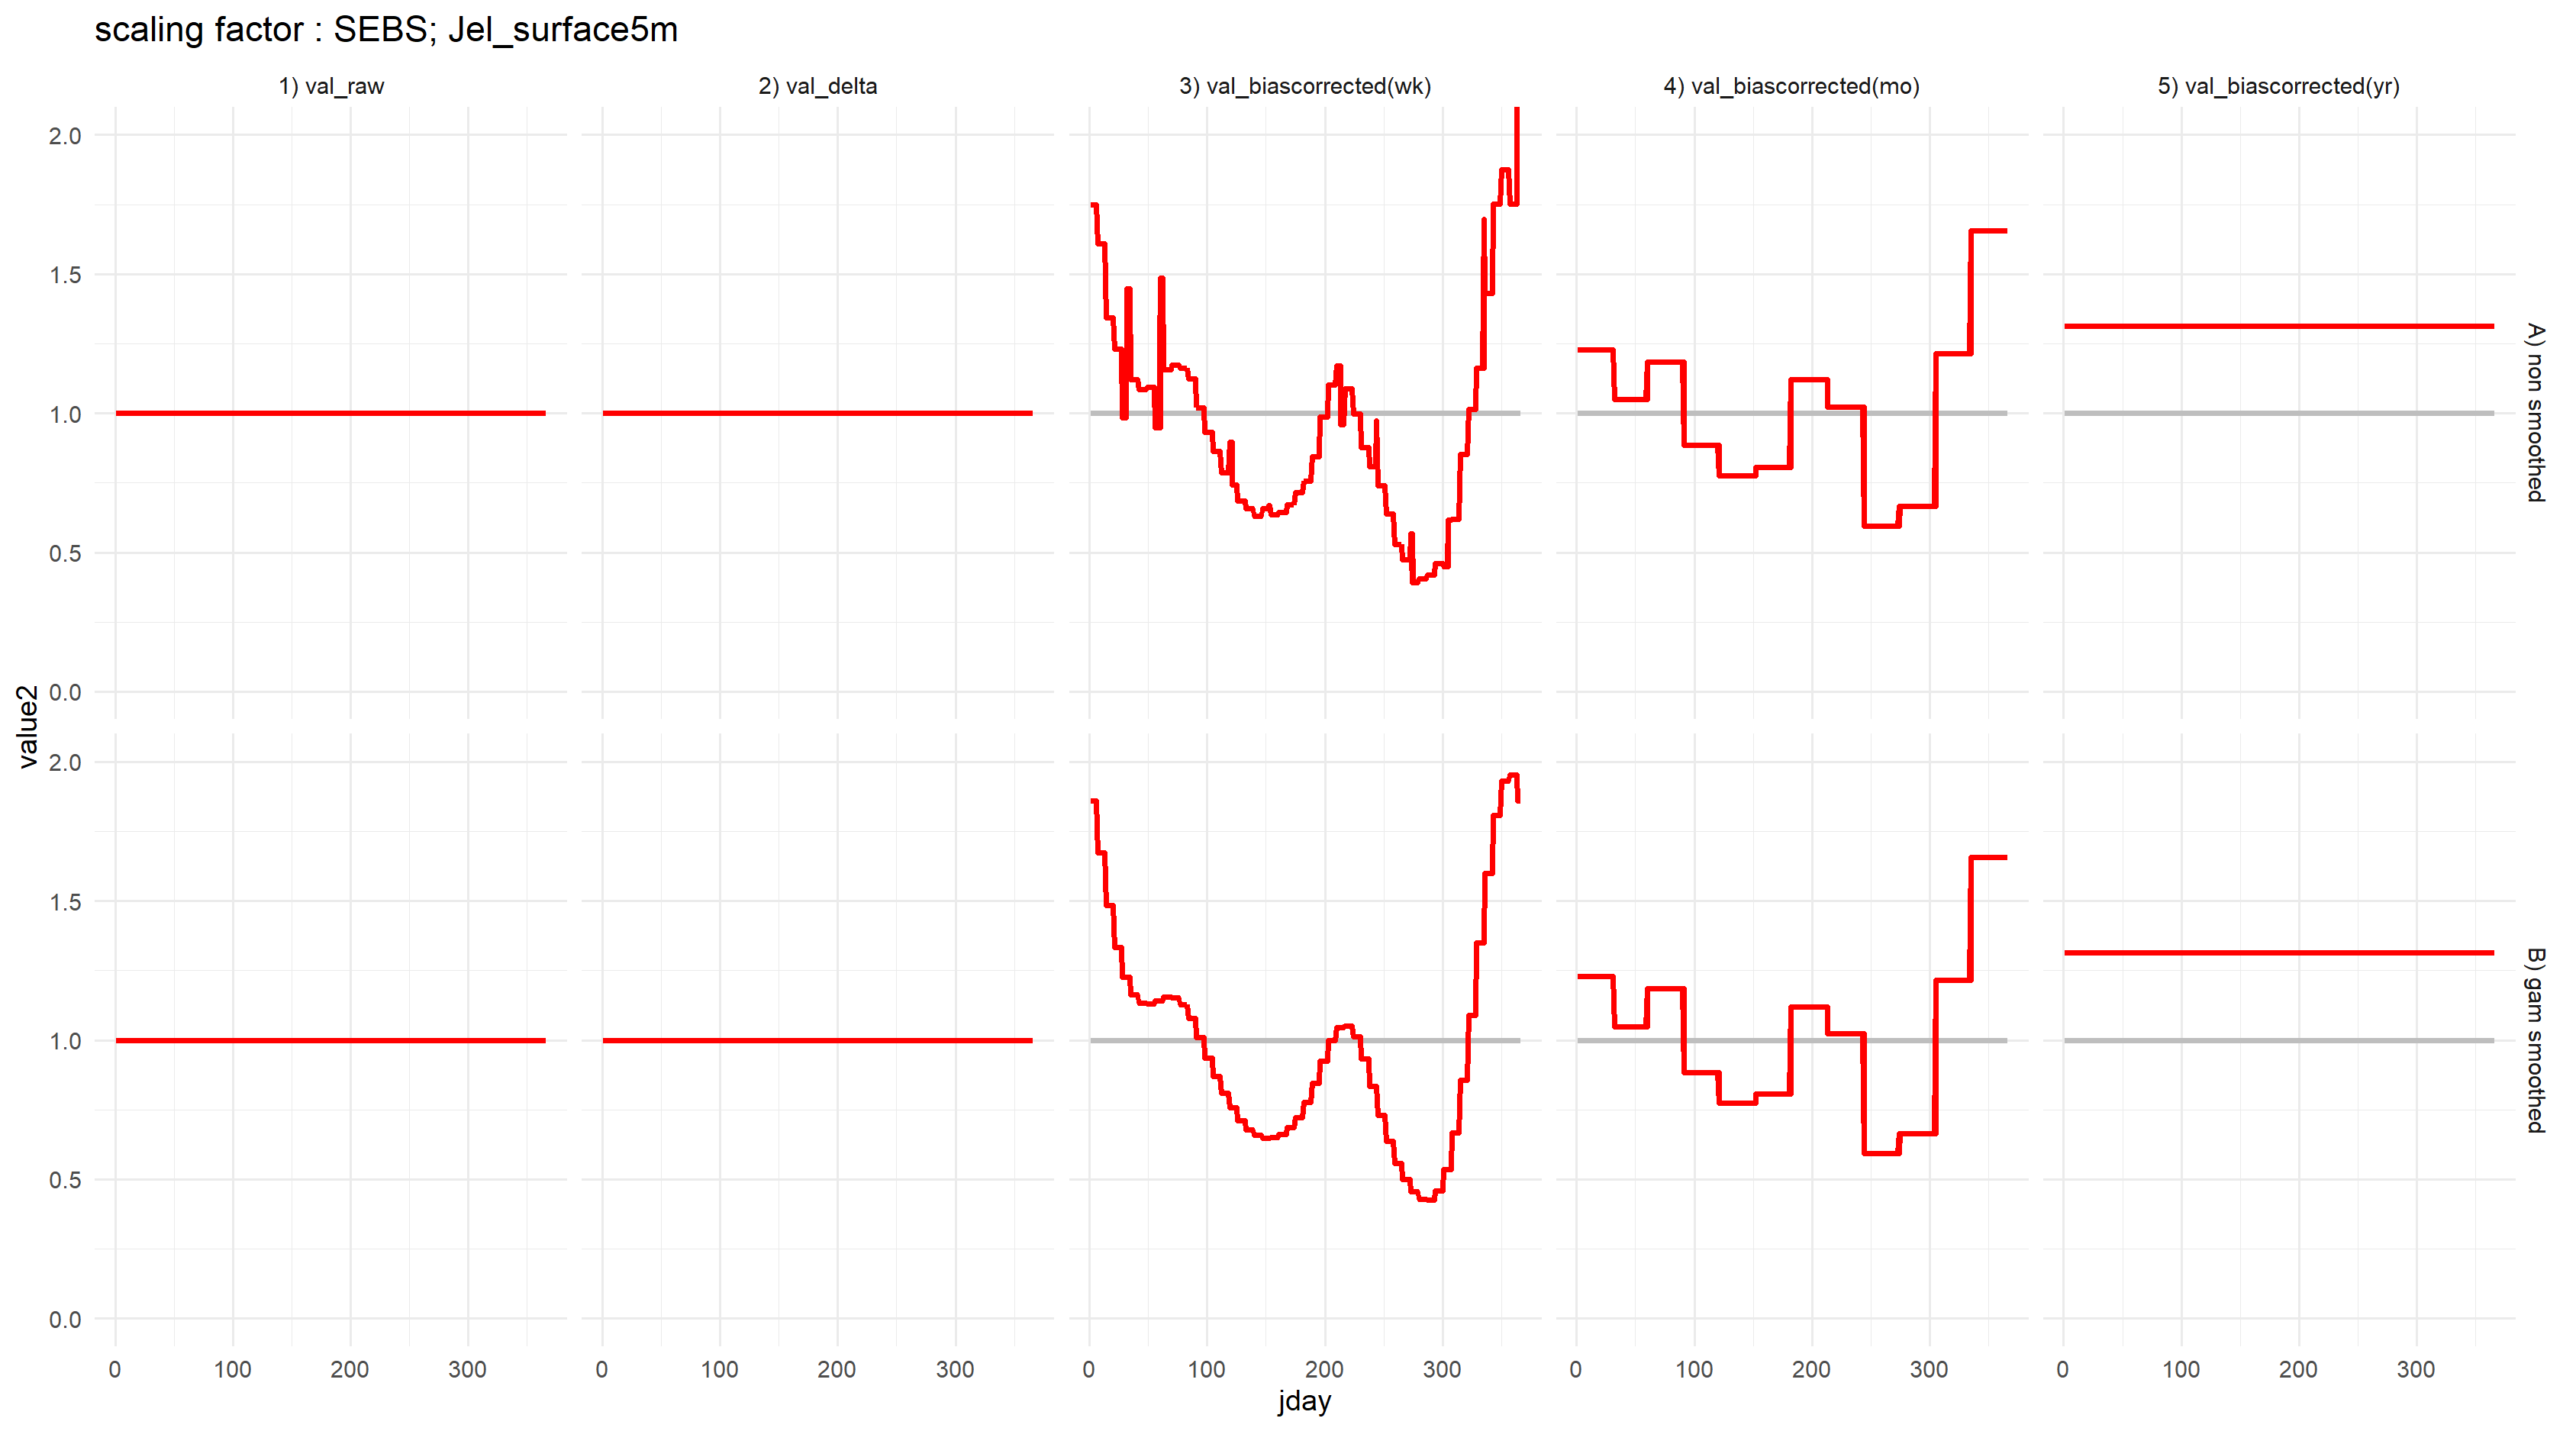 scaling factor : SEBS; Jel_surface5m
1) val_raw
2) val_delta
3) val_biascorrected(wk)
4) val_biascorrected(mo)
5) val_biascorrected(yr)
2.0
1.5
1.0
0.5
0.0
A) non smoothed
value2
2.0
1.5
1.0
0.5
0.0
B) gam smoothed
0 100 200 300 0 100 200 300 0 100 200 300 0 100 200 300 0 100 200 300
jday